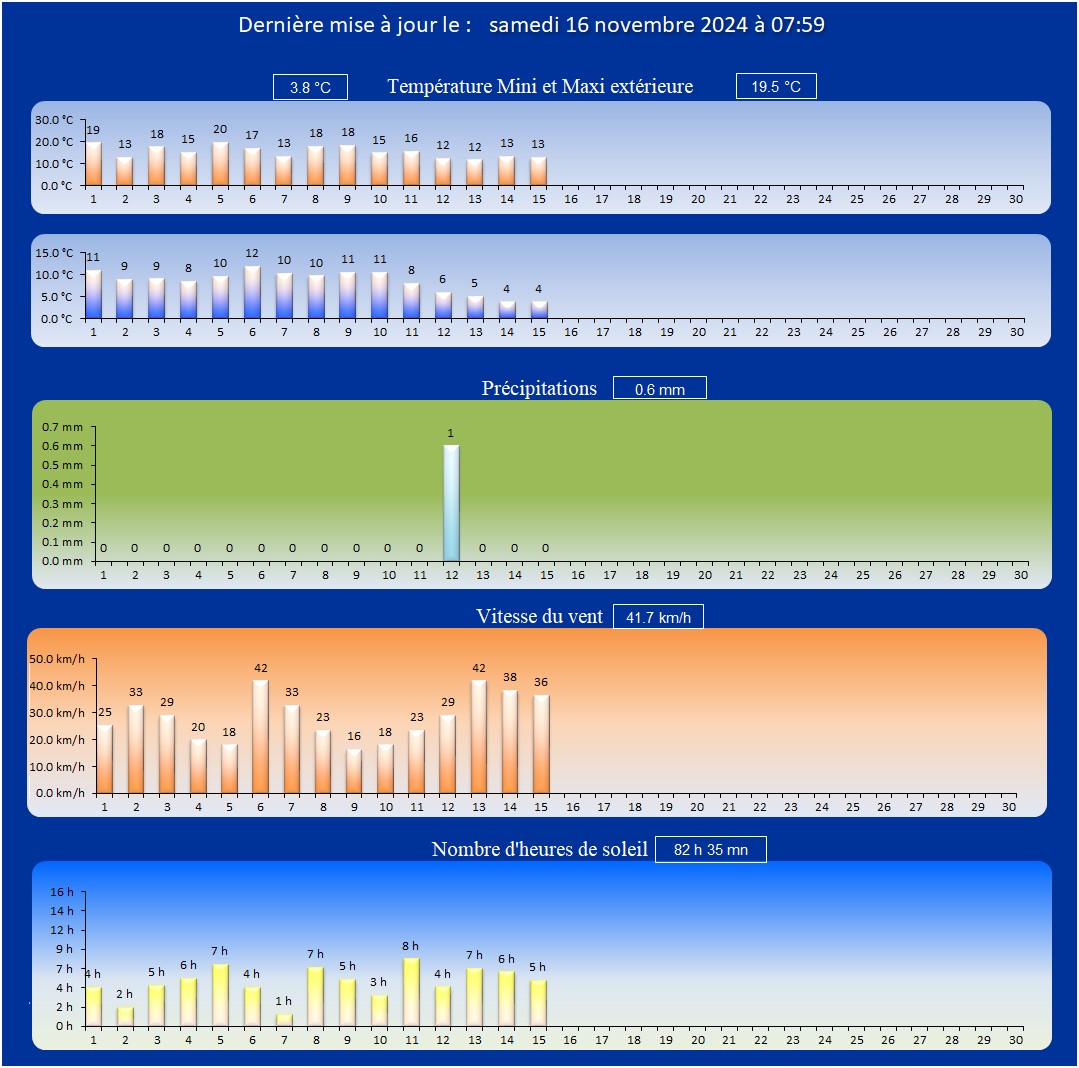 Dernière mise à jour le : samedi 16 novembre 2024 à 07:59
3.8 °C Température Mini et Maxi extérieure 19.5 °C
30.0 °C
20.0 °C
10.0 °C
0.0 °C
19 13 18 15 20 17 13 18 18 15 16 12 12 13 13
1 2 3 4 5 6 7 8 9 10 11 12 13 14 15 16 17 18 19 20 21 22 23 24 25 26 27 28 29 30
15.0 °C
10.0 °C
5.0 °C
0.0 °C
11 9 9 8 10 12 10 10 11 11 8 6 5 4 4
1 2 3 4 5 6 7 8 9 10 11 12 13 14 15 16 17 18 19 20 21 22 23 24 25 26 27 28 29 30
Précipitations 0.6 mm
0.7 mm
0.6 mm
0.5 mm
0.4 mm
0.3 mm
0.2 mm
0.1 mm
0.0 mm
0 0 0 0 0 0 0 0 0 0 0 1 0 0 0
1 2 3 4 5 6 7 8 9 10 11 12 13 14 15 16 17 18 19 20 21 22 23 24 25 26 27 28 29 30
Vitesse du vent 41.7 km/h
50.0 km/h
40.0 km/h
30.0 km/h
20.0 km/h
10.0 km/h
0.0 km/h
25 33 29 20 18 42 33 23 16 18 23 29 42 38 36
1 2 3 4 5 6 7 8 9 10 11 12 13 14 15 16 17 18 19 20 21 22 23 24 25 26 27 28 29 30
Nombre d'heures de soleil 82 h 35 mn
16 h
14 h
12 h
9 h
7 h
4 h
2 h
0 h
4 h 2 h 5 h 6 h 7 h 4 h 1 h 7 h 5 h 3 h 8 h 4 h 7 h 6 h 5 h
1 2 3 4 5 6 7 8 9 10 11 12 13 14 15 16 17 18 19 20 21 22 23 24 25 26 27 28 29 30